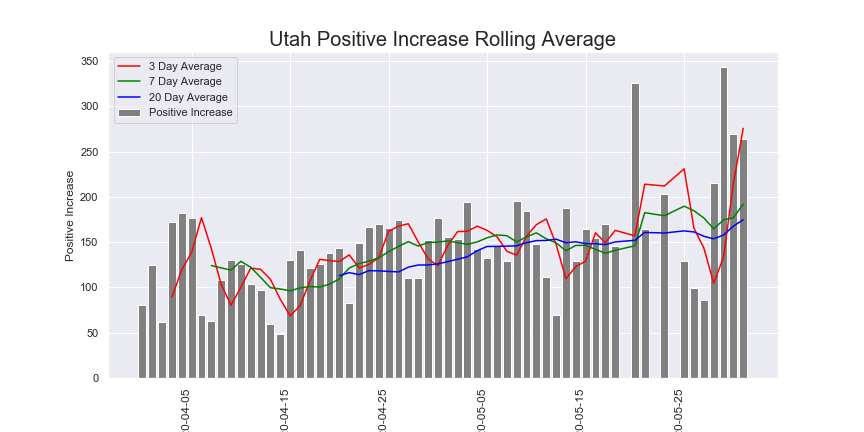 Utah Positive Increase Rolling Average
3 Day Average
7 Day Average
20 Day Average
Positive Increase
Positive Increase
350
300
250
200
150
100
50
0
0-04-05
0-04-15
0-04-25
0-05-05
0-05-15
0-05-25